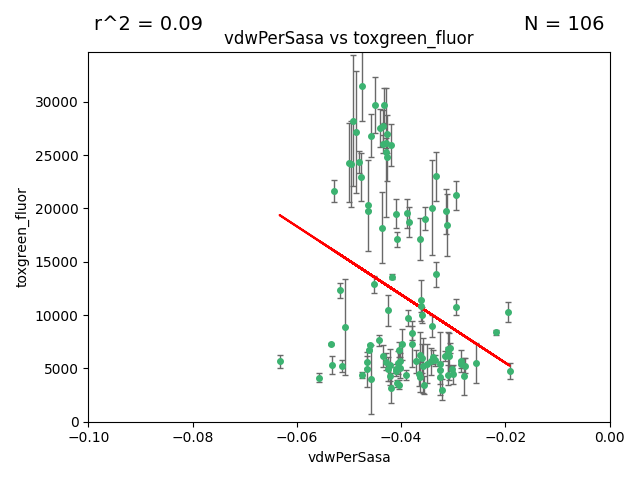 r^2 = 0.09
N = 106
vdwPerSasa vs toxgreen_fluor
30000
25000
20000
15000
10000
5000
0
toxgreen_fluor
−0.10
−0.08
−0.06
−0.04
−0.02
0.00
vdwPerSasa